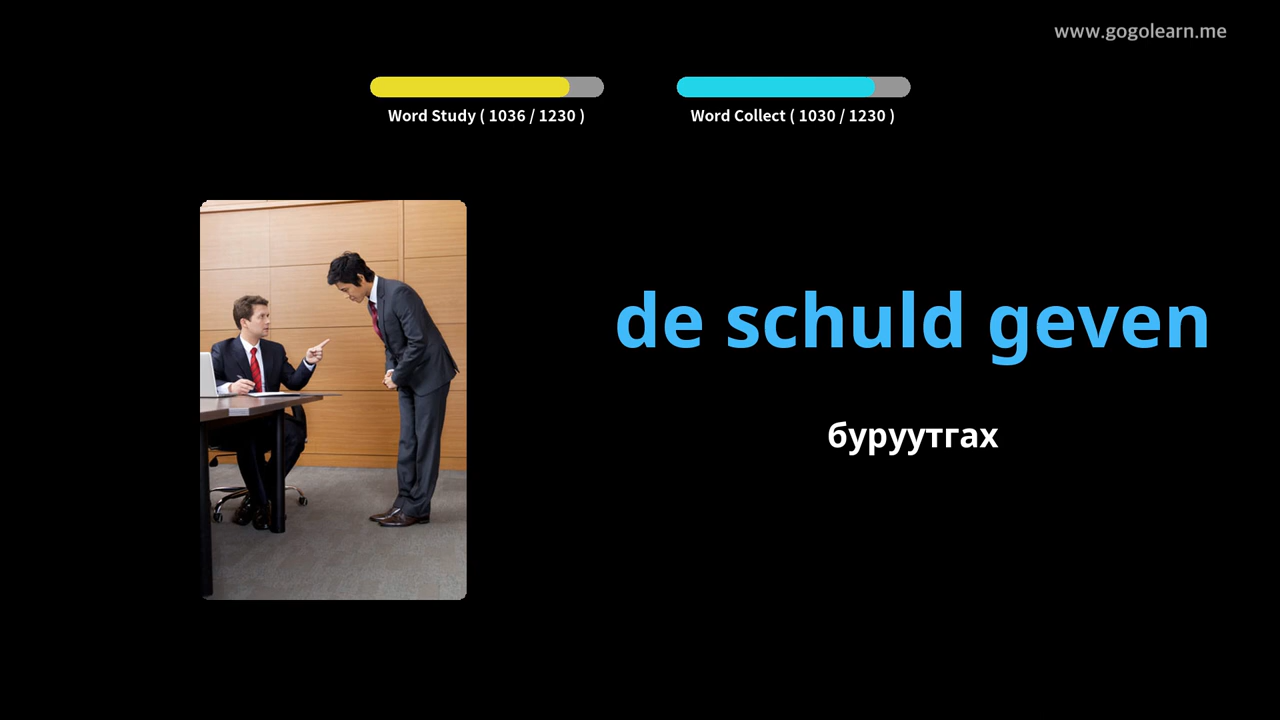 www.gogolearn.me
Word Study ( 1036 / 1230 )
Word Collect ( 1030 / 1230 )
de schuld geven
буруутгах